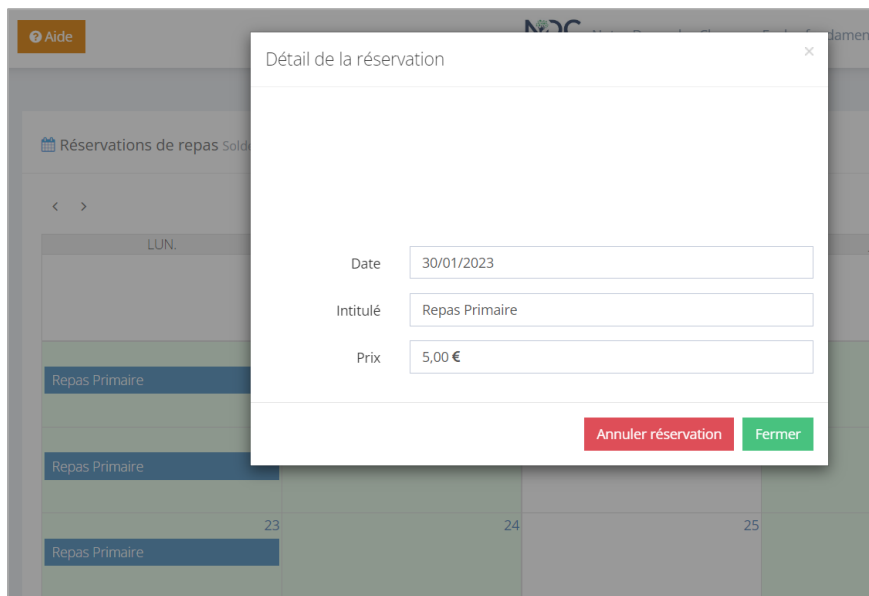 Aide
Détail de la réservation
×
Réservations de repas
LUN.
Date 30/01/2023
Intitulé Repas Primaire
Prix 5,00 €
Repas Primaire
Annuler réservation Fermer
Repas Primaire
23 24 25
Repas Primaire